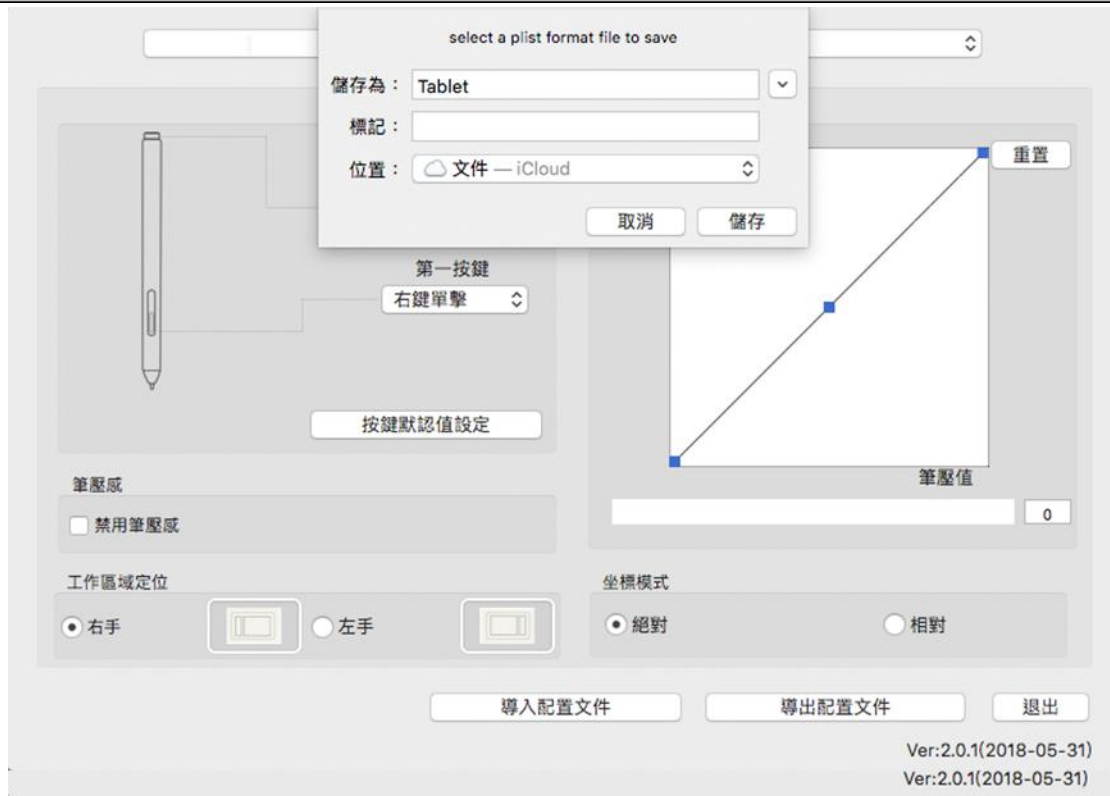 select a plist format file to save
儲存為： Tablet
標記：
位置： 文件 — iCloud
取消 儲存
重置
第一按鍵
右鍵單擊
按鍵默認值設定
筆壓值
0
筆壓感
禁用筆壓感
工作區域定位
右手 左手
坐標模式
絕對 相對
導入配置文件 導出配置文件 退出
Ver:2.0.1(2018-05-31)
Ver:2.0.1(2018-05-31)